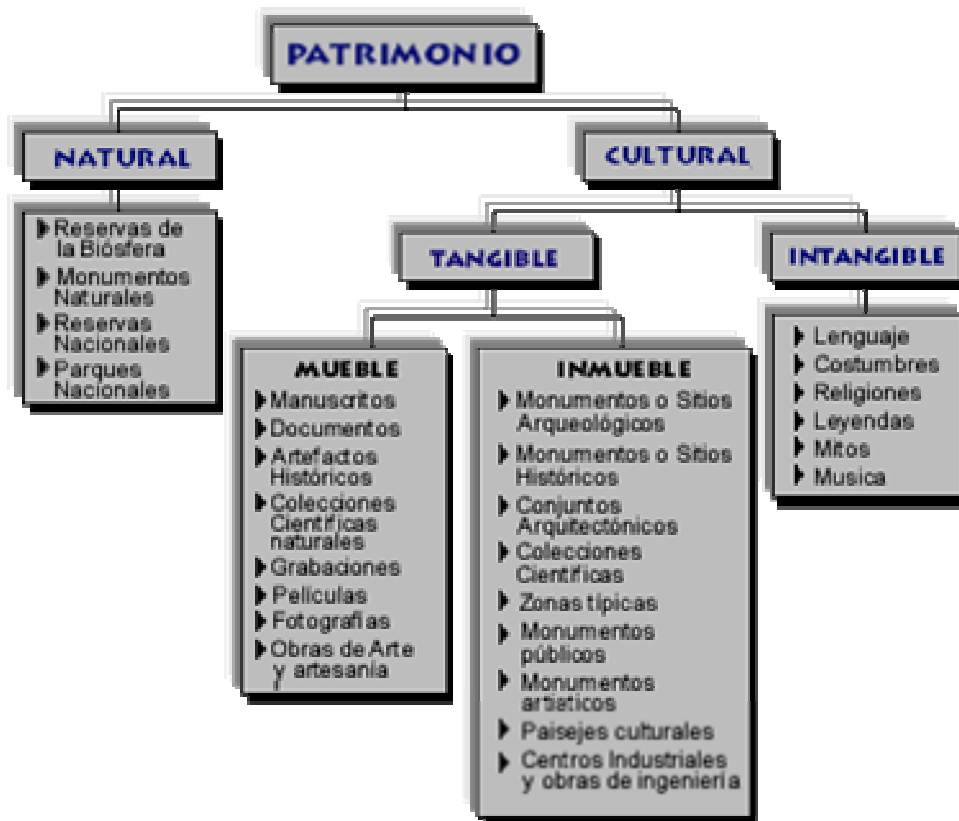 PATRIMONIO
NATURAL
Reservas de
la Biósfera
Monumentos
Naturales
Reservas
Nacionales
Parques
Nacionales
CULTURAL
TANGIBLE
MUEBLE
Manuscritos
Documentos
Artefactos
Históricos
Colecciones
Científicas
naturales
Grabaciones
Películas
Fotografías
Obras de Arte
y artesanía
INMUEBLE
Monumentos o Sitios
Arqueológicos
Monumentos o Sitios
Históricos
Conjuntos
Arquitectónicos
Colecciones
Científicas
Zonas típicas
Monumentos
públicos
Monumentos
artísticos
Paisejes culturales
Centros Industriales
y obras de ingeniería
INTANGIBLE
Lenguaje
Costumbres
Religiones
Leyendas
Mitos
Musica